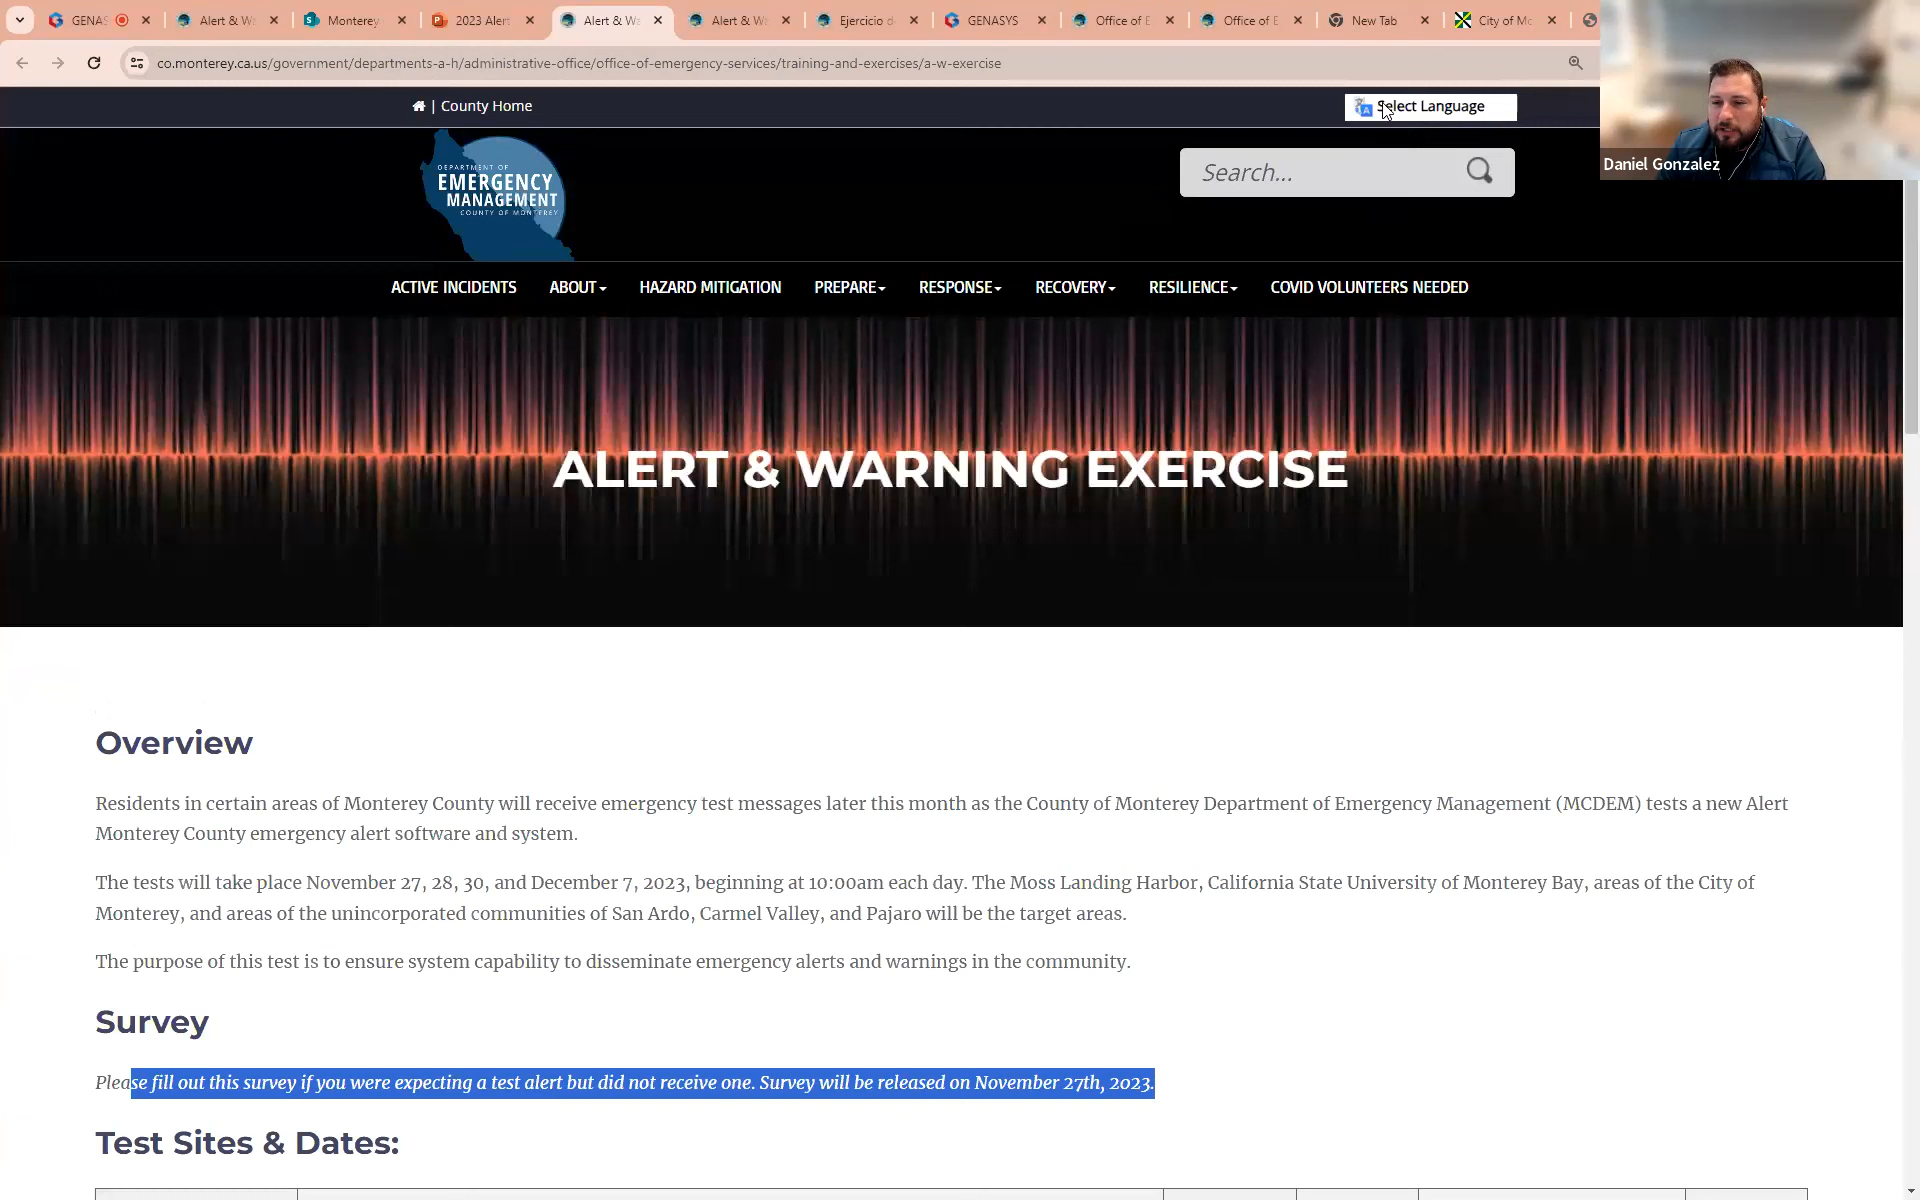 GENAS
Alert & Wa
Monterey
2023 Alert
Alert & Wa
Alert & Wa
Ejercicio d
GENASYS
Office of E
Office of E
New Tab
City of Mo
co.monterey.ca.us/government/departments-a-h/administrative-office/office-of-emergency-services/training-and-exercises/a-w-exercise
| County Home
Select Language
DEPARTMENT OF
EMERGENCY
MANAGEMENT
COUNTY OF MONTEREY
Search...
Daniel Gonzalez
ACTIVE INCIDENTS ABOUT HAZARD MITIGATION PREPARE RESPONSE RECOVERY RESILIENCE COVID VOLUNTEERS NEEDED
ALERT & WARNING EXERCISE
Overview
Residents in certain areas of Monterey County will receive emergency test messages later this month as the County of Monterey Department of Emergency Management (MCDEM) tests a new Alert
Monterey County emergency alert software and system.
The tests will take place November 27, 28, 30, and December 7, 2023, beginning at 10:00am each day. The Moss Landing Harbor, California State University of Monterey Bay, areas of the City of
Monterey, and areas of the unincorporated communities of San Ardo, Carmel Valley, and Pajaro will be the target areas.
The purpose of this test is to ensure system capability to disseminate emergency alerts and warnings in the community.
Survey
Please fill out this survey if you were expecting a test alert but did not receive one. Survey will be released on November 27th, 2023.
Test Sites & Dates: